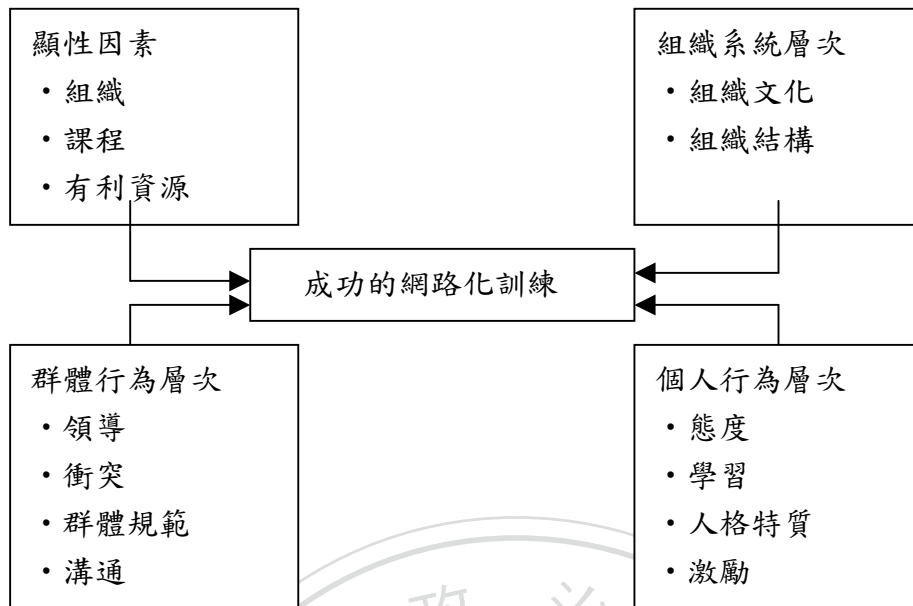 顯性因素
・組織
・課程
・有利資源
組織系統層次
・組織文化
・組織結構
成功的網路化訓練
群體行為層次
・領導
・衝突
・群體規範
・溝通
個人行為層次
・態度
・學習
・人格特質
・激勵
政 治